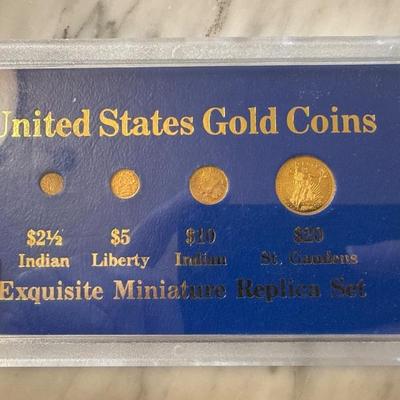 United States Gold Coins
$2½ $5 $10 $20
Indian Liberty Indian St. Gaudens
Exquisite Miniature Replica Set